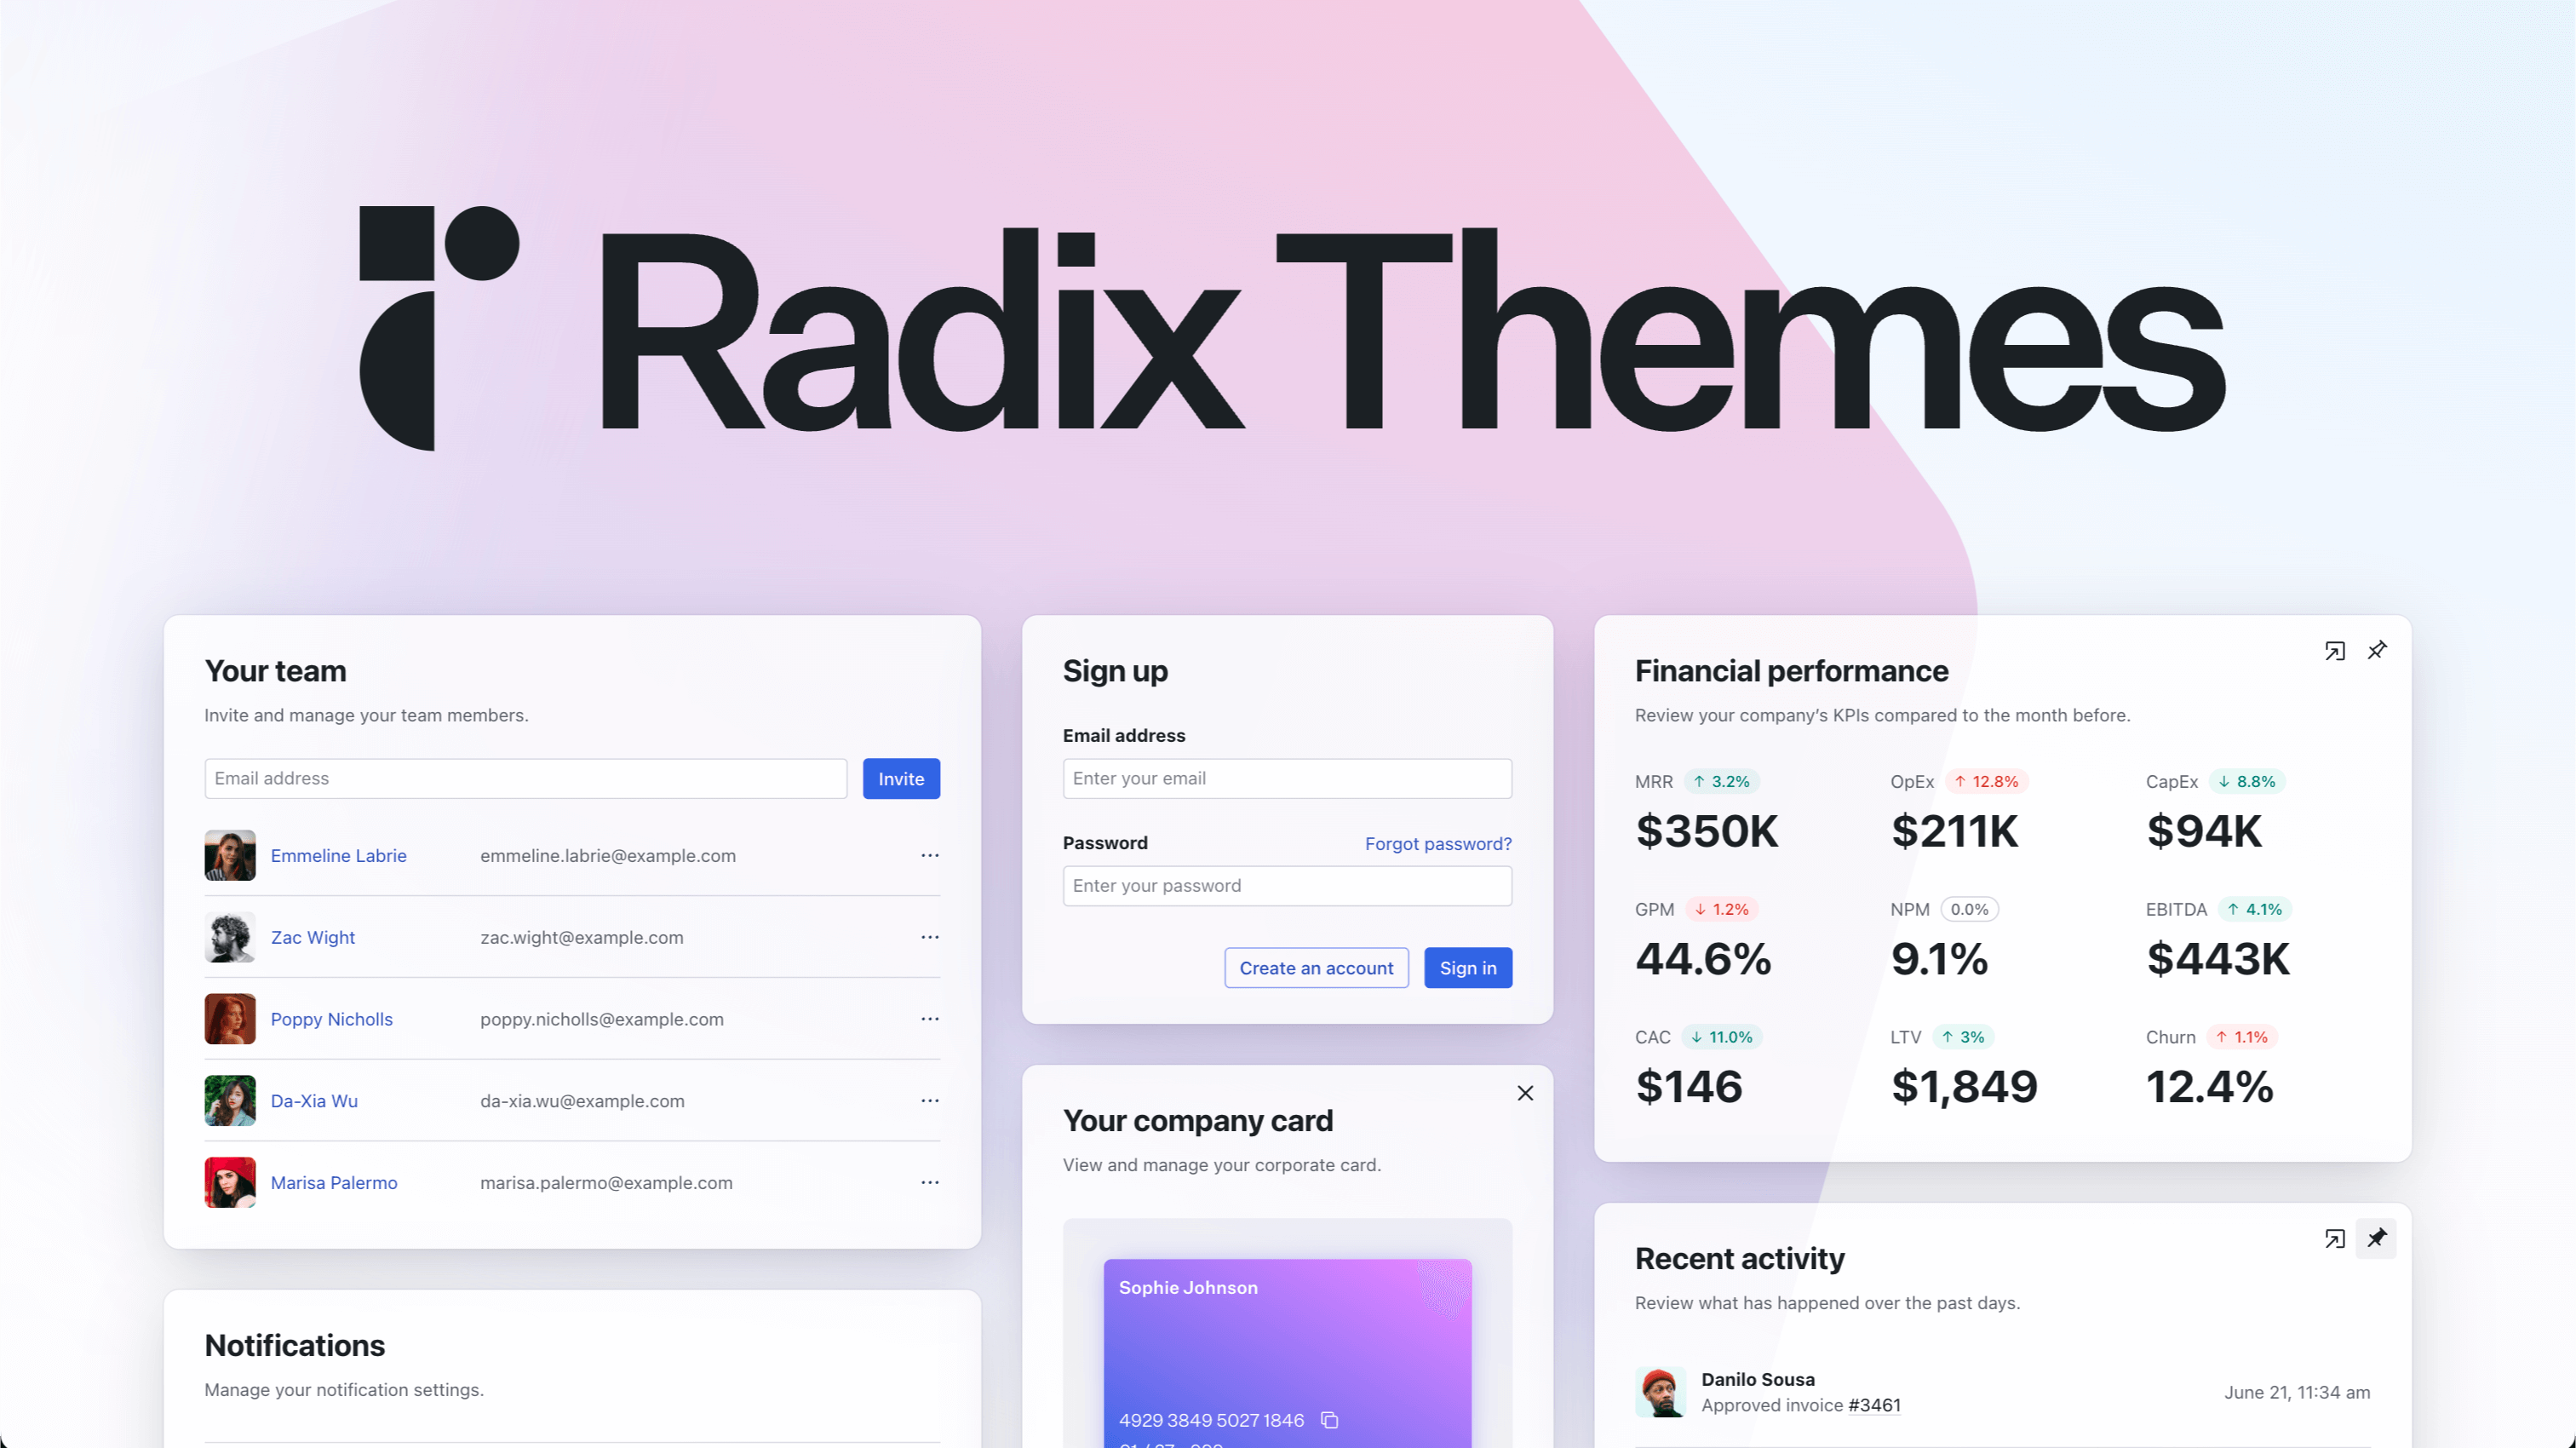 Radix Themes
Your team
Invite and manage your team members.
Email address
Invite
Emmeline Labrie emmeline.labrie@example.com
Zac Wight zac.wight@example.com
Poppy Nicholls poppy.nicholls@example.com
Da-Xia Wu da-xia.wu@example.com
Marisa Palermo marisa.palermo@example.com
Notifications
Manage your notification settings.
Sign up
Email address
Enter your email
Password Forgot password?
Enter your password
Create an account Sign in
Your company card
View and manage your corporate card.
Sophie Johnson
4929 3849 5027 1846
Financial performance
Review your company’s KPIs compared to the month before.
MRR ↑ 3.2% OpEx ↑ 12.8% CapEx ↓ 8.8%
$350K $211K $94K
GPM ↓ 1.2% NPM 0.0% EBITDA ↑ 4.1%
44.6% 9.1% $443K
CAC ↓ 11.0% LTV ↑ 3% Churn ↑ 1.1%
$146 $1,849 12.4%
Recent activity
Review what has happened over the past days.
Danilo Sousa
Approved invoice #3461
June 21, 11:34 am